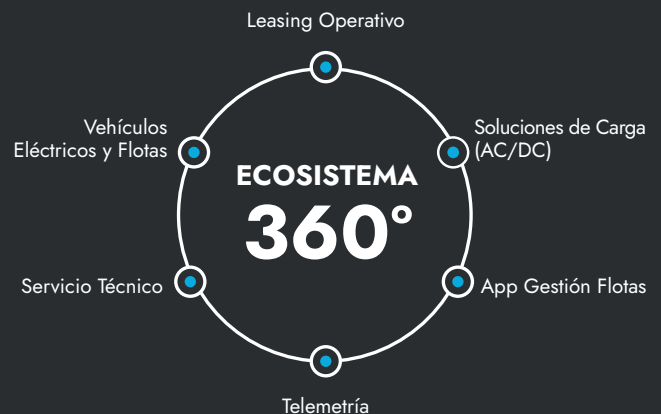 Leasing Operativo
Vehículos
Eléctricos y Flotas
Soluciones de Carga
(AC/DC)
ECOSISTEMA
360°
Servicio Técnico
App Gestión Flotas
Telemetría